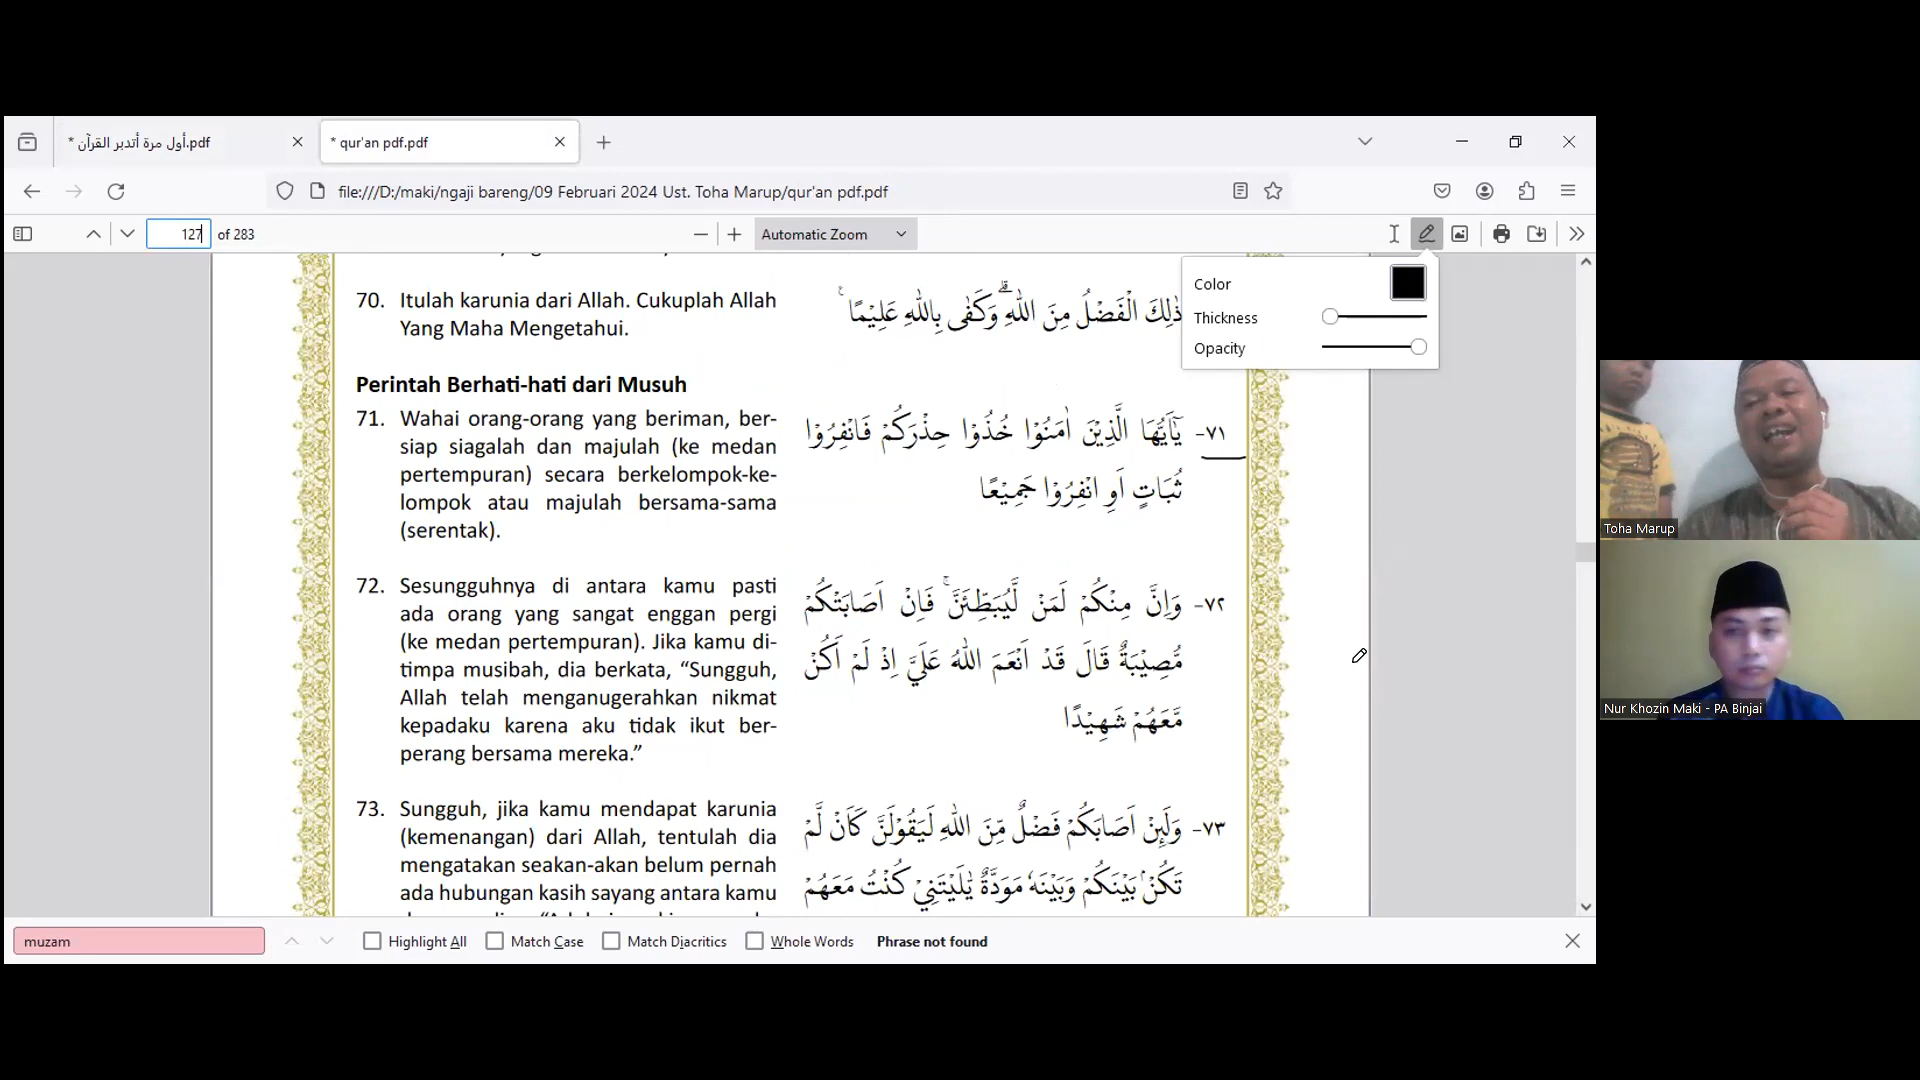 * أول مرة أتدبر القرآن.pdf
* qur'an pdf.pdf
file:///D:/maki/ngaji bareng/09 Februari 2024 Ust. Toha Marup/qur'an pdf.pdf
127 of 283
Automatic Zoom
Color
Thickness
Opacity
70. Itulah karunia dari Allah. Cukuplah Allah
Yang Maha Mengetahui.
ذٰلِكَ الْفَضْلُ مِنَ اللّٰهِ ۗوَكَفٰى بِاللّٰهِ عَلِيْمًا
Perintah Berhati-hati dari Musuh
71. Wahai orang-orang yang beriman, ber-
siap siagalah dan majulah (ke medan
pertempuran) secara berkelompok-ke-
lompok atau majulah bersama-sama
(serentak).
٧١- يٰٓاَيُّهَا الَّذِيْنَ اٰمَنُوْا خُذُوْا حِذْرَكُمْ فَانْفِرُوْا
ثُبَاتٍ اَوِ انْفِرُوْا جَمِيْعًا
72. Sesungguhnya di antara kamu pasti
ada orang yang sangat enggan pergi
(ke medan pertempuran). Jika kamu di-
timpa musibah, dia berkata, “Sungguh,
Allah telah menganugerahkan nikmat
kepadaku karena aku tidak ikut ber-
perang bersama mereka.”
٧٢- وَاِنَّ مِنْكُمْ لَمَنْ لَّيُبَطِّئَنَّۚ فَاِنْ اَصَابَتْكُمْ
مُّصِيْبَةٌ قَالَ قَدْ اَنْعَمَ اللّٰهُ عَلَيَّ اِذْ لَمْ اَكُنْ
مَّعَهُمْ شَهِيْدًا
73. Sungguh, jika kamu mendapat karunia
(kemenangan) dari Allah, tentulah dia
mengatakan seakan-akan belum pernah
ada hubungan kasih sayang antara kamu
٧٣- وَلَىِٕنْ اَصَابَكُمْ فَضْلٌ مِّنَ اللّٰهِ لَيَقُوْلَنَّ كَاَنْ لَّمْ
تَكُنْۢ بَيْنَكُمْ وَبَيْنَهٗ مَوَدَّةٌ يّٰلَيْتَنِيْ كُنْتُ مَعَهُمْ
muzam
Highlight All
Match Case
Match Diacritics
Whole Words
Phrase not found
Toha Marup
Nur Khozin Maki - PA Binjai